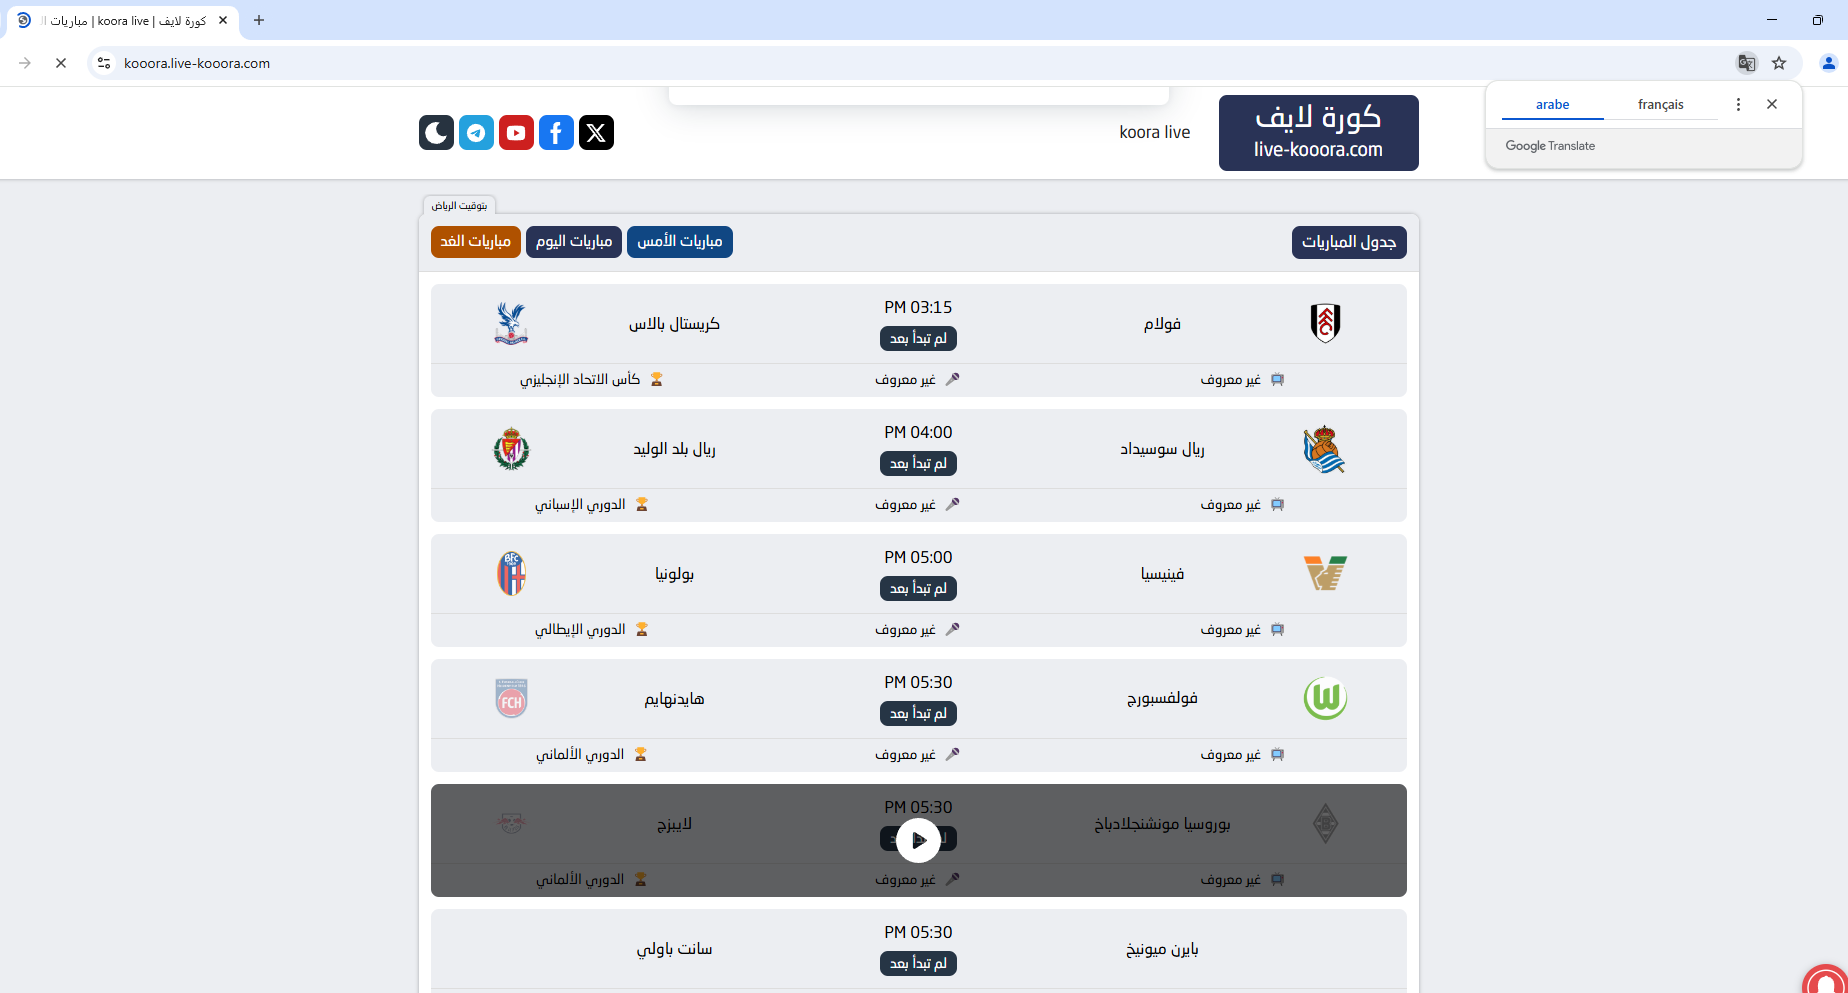 كورة لايف | koora live | مباريات ال
kooora.live-kooora.com
arabe
français
Google Translate
كورة لايف
live-kooora.com
koora live
بتوقيت الرياض
جدول المباريات
مباريات الأمس
مباريات اليوم
مباريات الغد
فولام
PM 03:15
لم تبدأ بعد
كريستال بالاس
غير معروف
غير معروف
كأس الاتحاد الإنجليزي
ريال سوسيداد
PM 04:00
لم تبدأ بعد
ريال بلد الوليد
غير معروف
غير معروف
الدوري الإسباني
فينيسيا
PM 05:00
لم تبدأ بعد
بولونيا
غير معروف
غير معروف
الدوري الإيطالي
فولفسبورج
PM 05:30
لم تبدأ بعد
هايدنهايم
FCH
غير معروف
غير معروف
الدوري الألماني
بوروسيا مونشنجلادباخ
PM 05:30
لايبزج
غير معروف
غير معروف
الدوري الألماني
بايرن ميونيخ
PM 05:30
لم تبدأ بعد
سانت باولي